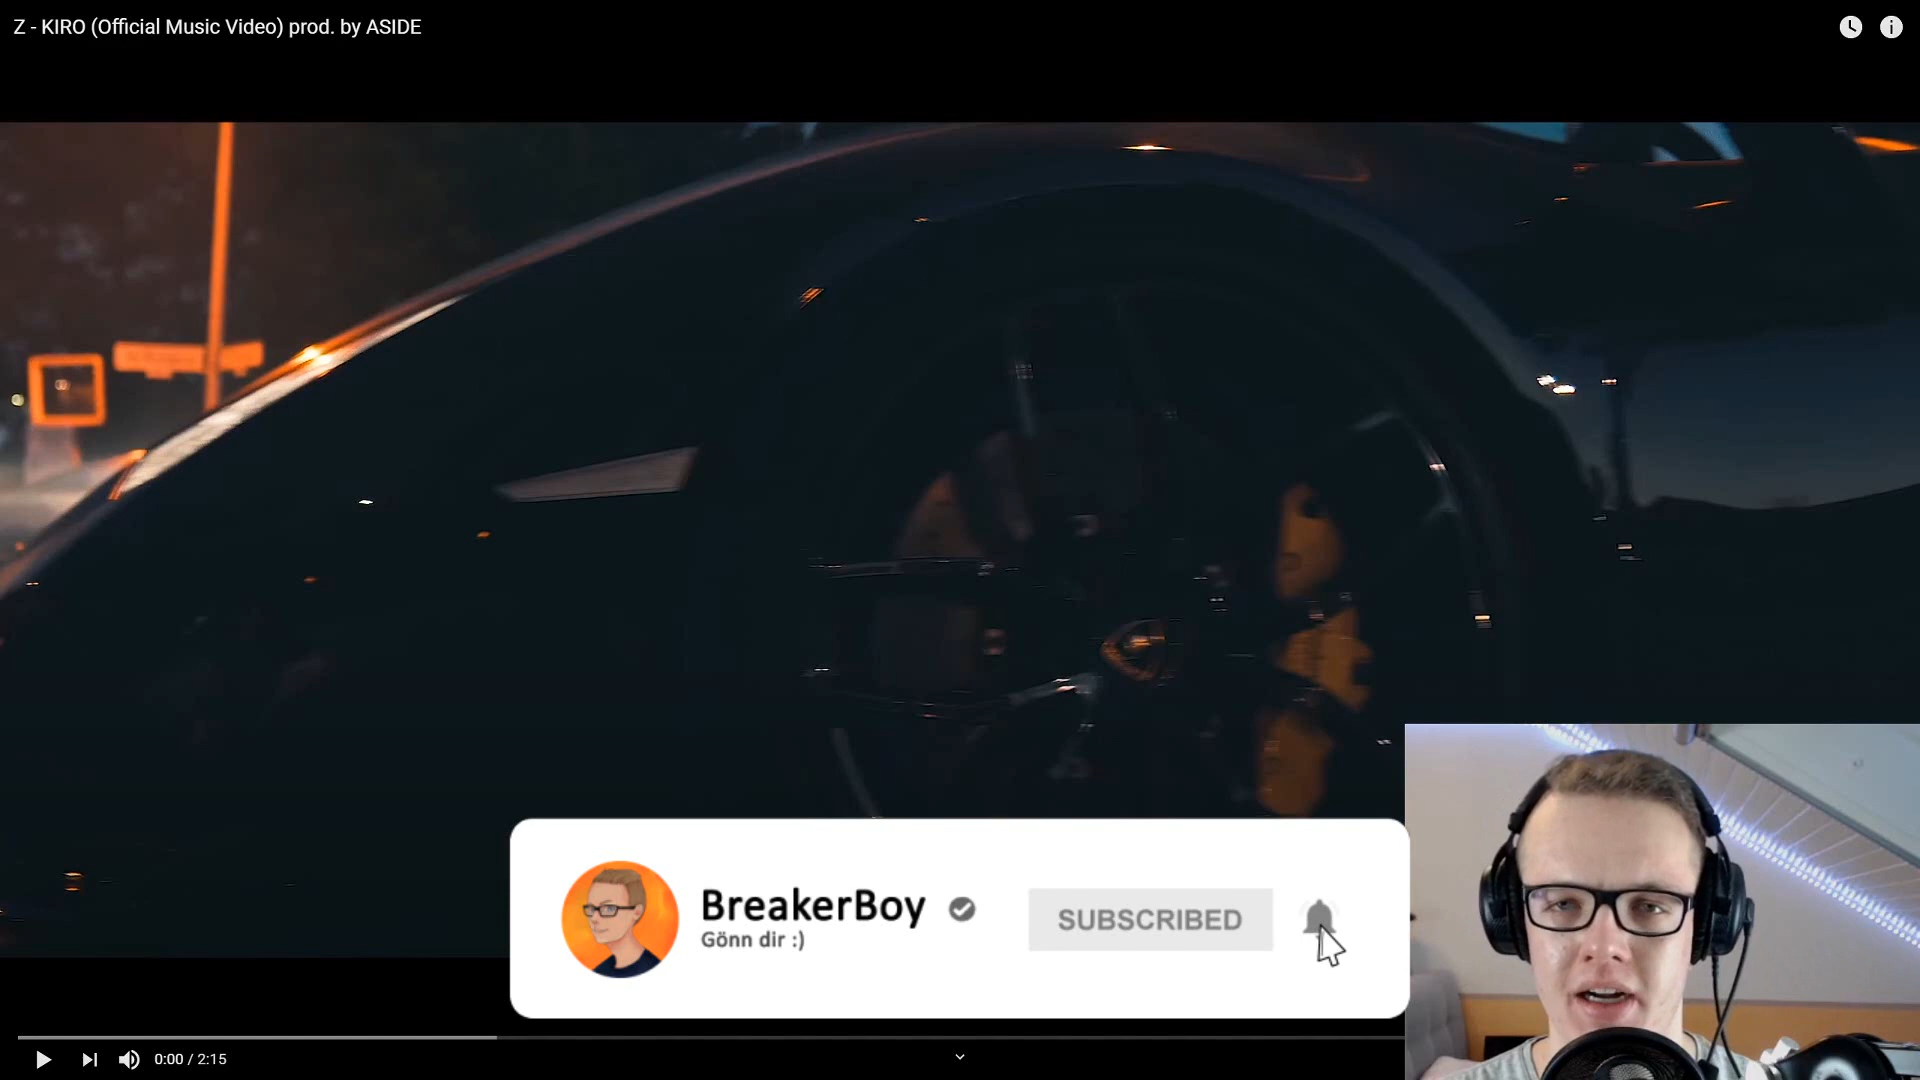 Z - KIRO (Official Music Video) prod. by ASIDE
BreakerBoy
Gönn dir :)
SUBSCRIBED
0:00 / 2:15